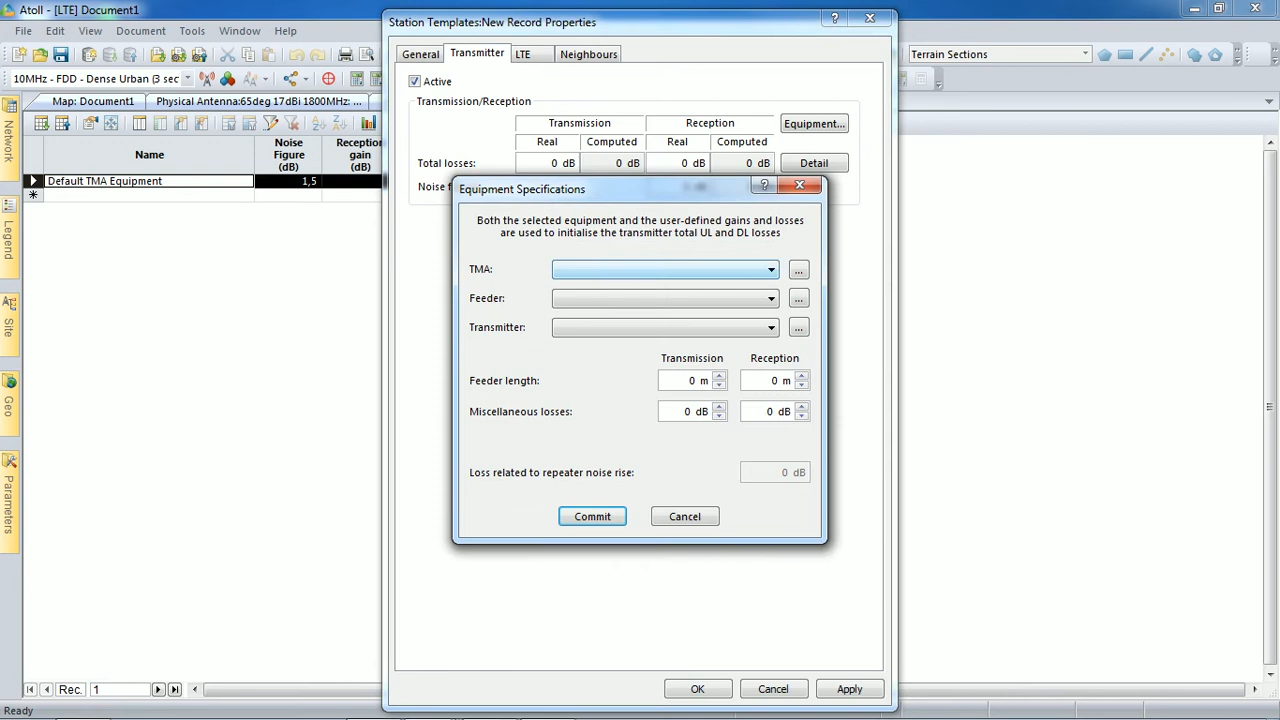 Atoll - [LTE] Document1
File Edit View Document Tools Window Help
Terrain Sections
10MHz - FDD - Dense Urban (3 sec
Map: Document1
Physical Antenna:65deg 17dBi 1800MHz: ...
Name
Noise Figure (dB)
Reception gain (dB)
Default TMA Equipment
1,5
Network
Legend
Site
Geo
Parameters
Rec. 1
Ready
Station Templates:New Record Properties
General Transmitter LTE Neighbours
Active
Transmission/Reception
Transmission Reception Equipment...
Real Computed Real Computed
Total losses: 0 dB 0 dB 0 dB 0 dB Detail
Noise f
Equipment Specifications
Both the selected equipment and the user-defined gains and losses
are used to initialise the transmitter total UL and DL losses
TMA: ...
Feeder: ...
Transmitter: ...
Transmission Reception
Feeder length: 0 m 0 m
Miscellaneous losses: 0 dB 0 dB
Loss related to repeater noise rise: 0 dB
Commit Cancel
OK Cancel Apply